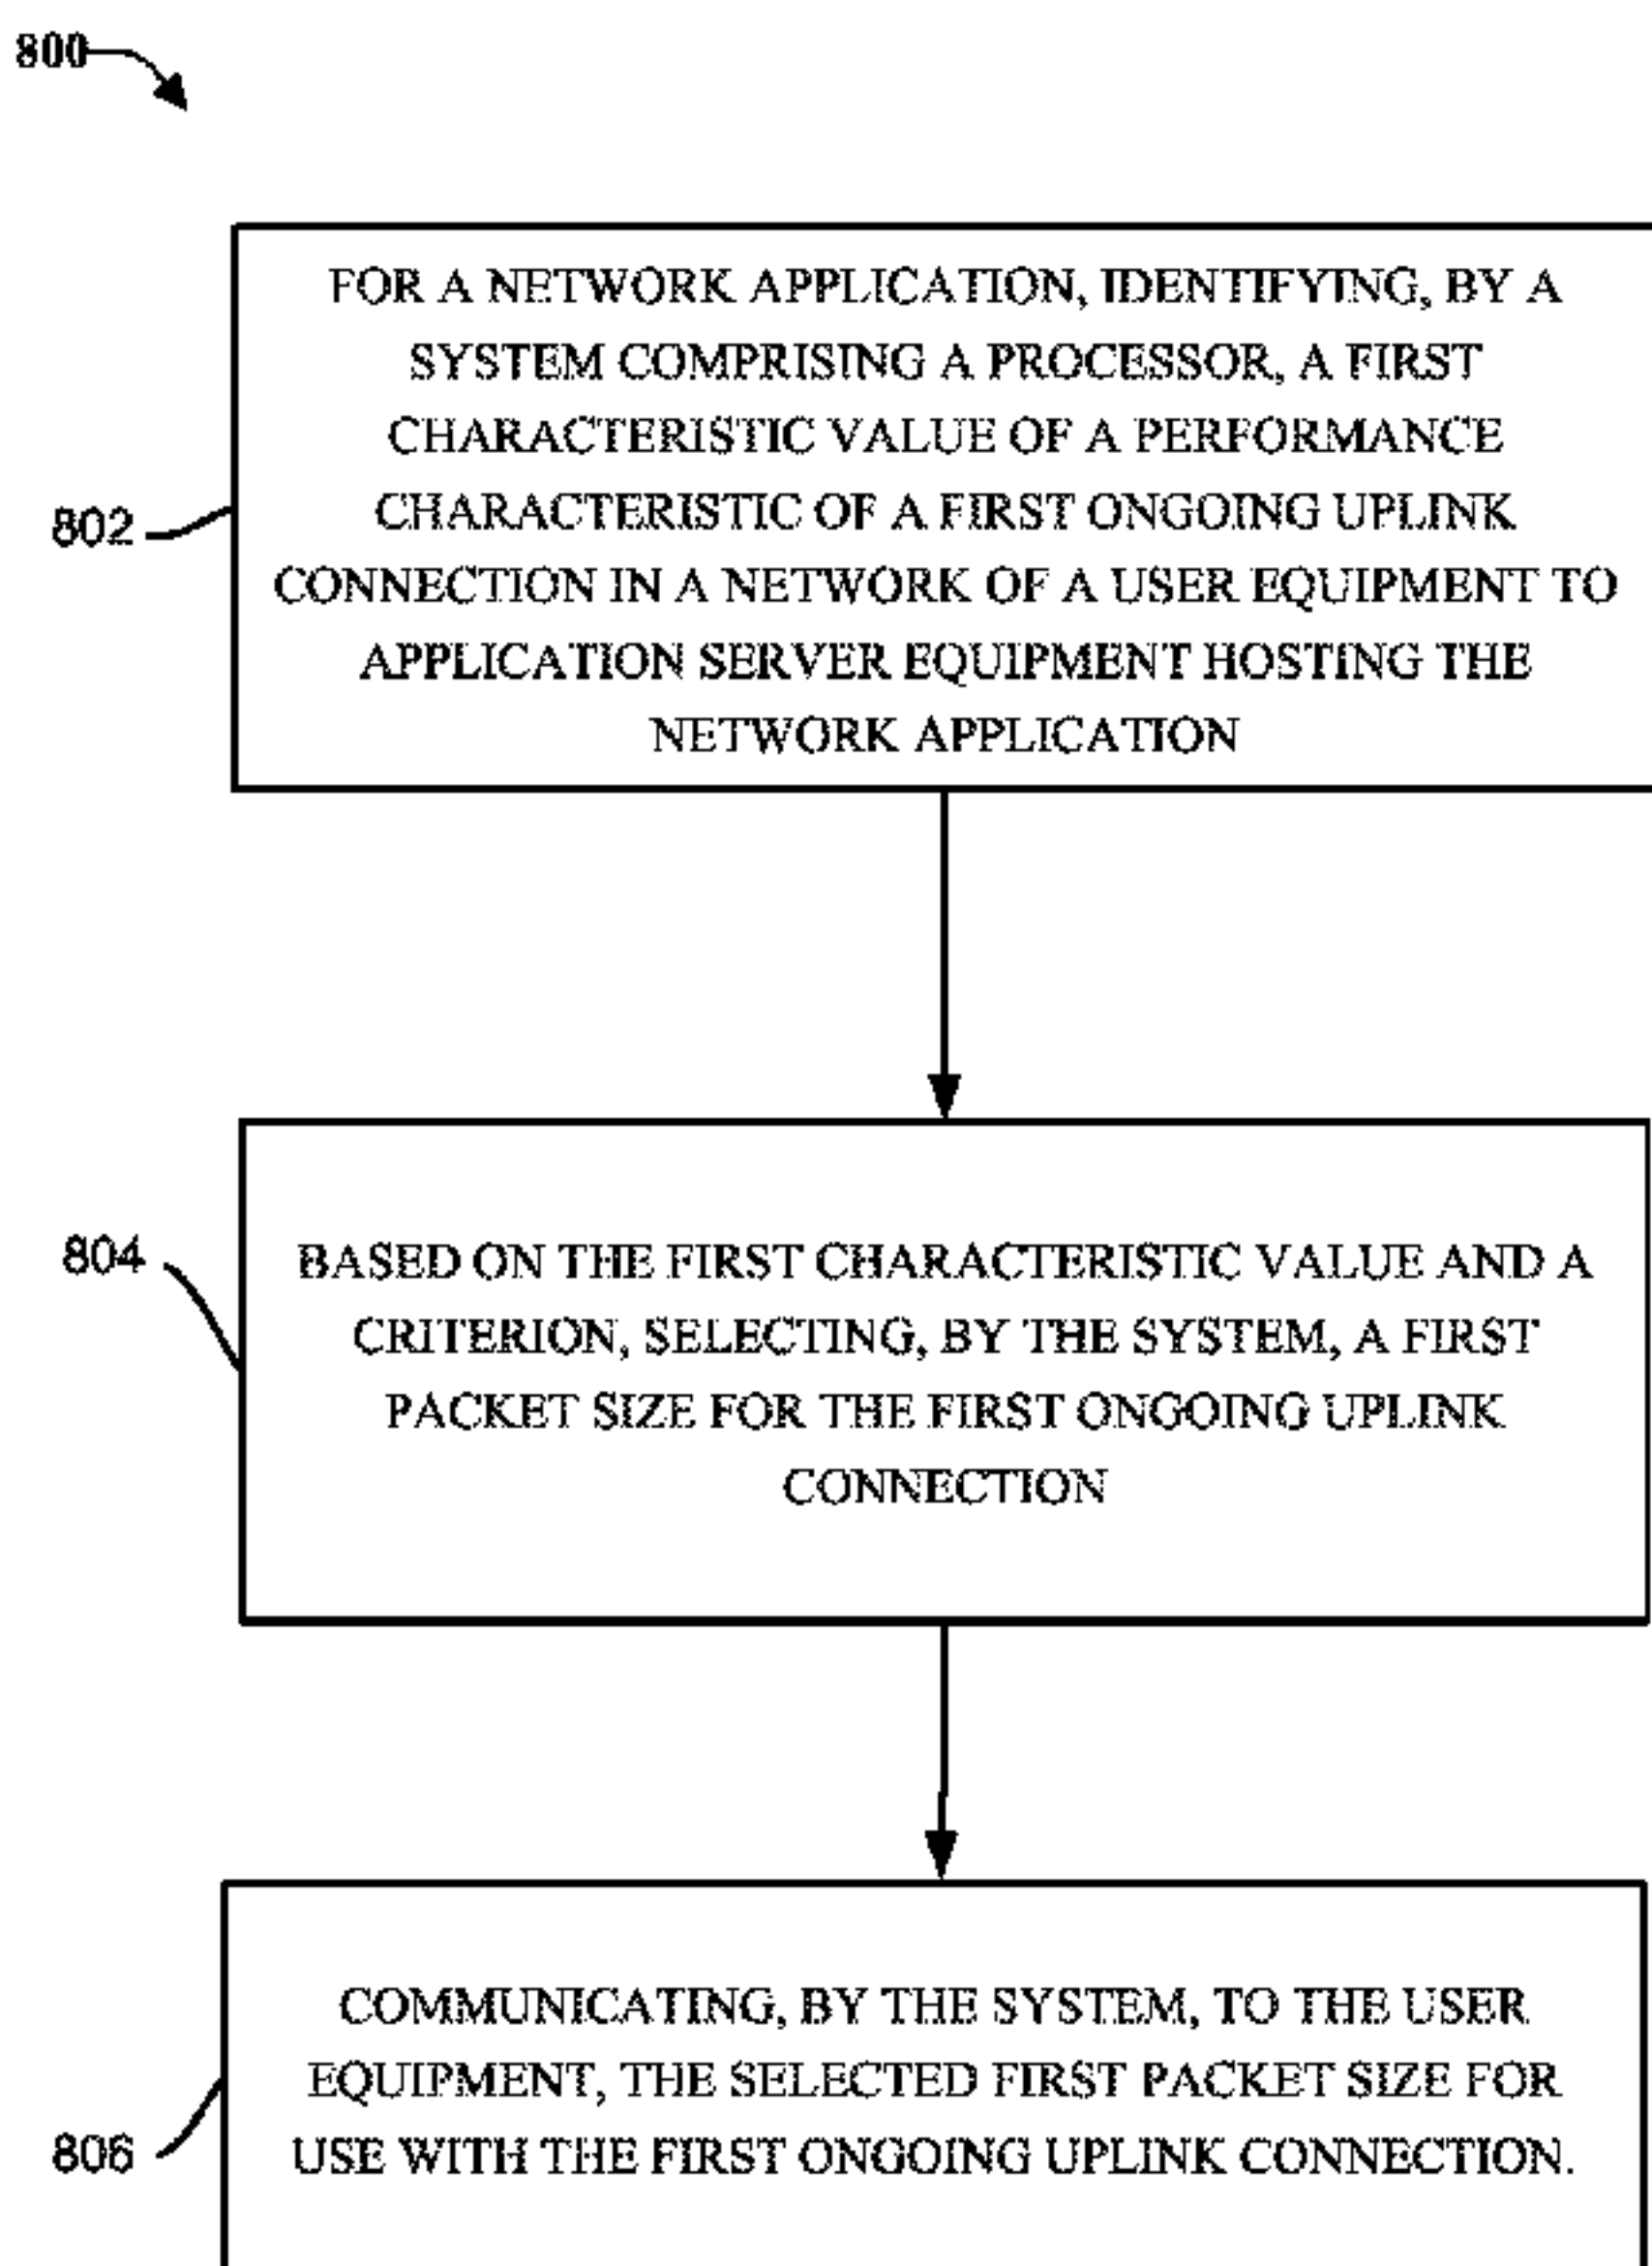 800
FOR A NETWORK APPLICATION, IDENTIFYING, BY A
SYSTEM COMPRISING A PROCESSOR, A FIRST
CHARACTERISTIC VALUE OF A PERFORMANCE
CHARACTERISTIC OF A FIRST ONGOING UPLINK
CONNECTION IN A NETWORK OF A USER EQUIPMENT TO
APPLICATION SERVER EQUIPMENT HOSTING THE
NETWORK APPLICATION
802
804
BASED ON THE FIRST CHARACTERISTIC VALUE AND A
CRITERION, SELECTING, BY THE SYSTEM, A FIRST
PACKET SIZE FOR THE FIRST ONGOING UPLINK
CONNECTION
COMMUNICATING, BY THE SYSTEM, TO THE USER
EQUIPMENT, THE SELECTED FIRST PACKET SIZE FOR
USE WITH THE FIRST ONGOING UPLINK CONNECTION.
806